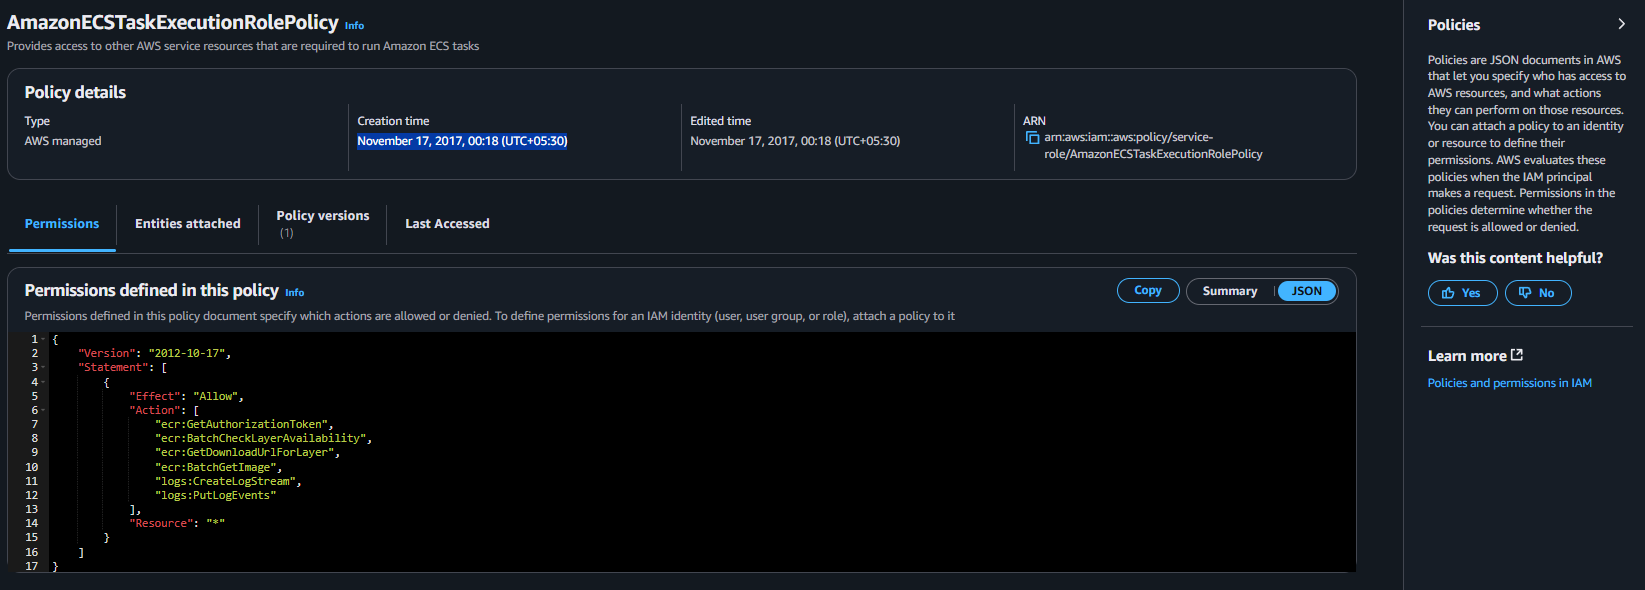 AmazonECSTaskExecutionRolePolicy Info
Provides access to other AWS service resources that are required to run Amazon ECS tasks
Policy details
Type
AWS managed
Creation time
November 17, 2017, 00:18 (UTC+05:30)
Edited time
November 17, 2017, 00:18 (UTC+05:30)
ARN
arn:aws:iam::aws:policy/service-
role/AmazonECSTaskExecutionRolePolicy
Permissions
Entities attached
Policy versions
(1)
Last Accessed
Permissions defined in this policy Info
Copy
Summary
JSON
Permissions defined in this policy document specify which actions are allowed or denied. To define permissions for an IAM identity (user, user group, or role), attach a policy to it
1 {
2 "Version": "2012-10-17",
3 "Statement": [
4 {
5 "Effect": "Allow",
6 "Action": [
7 "ecr:GetAuthorizationToken",
8 "ecr:BatchCheckLayerAvailability",
9 "ecr:GetDownloadUrlForLayer",
10 "ecr:BatchGetImage",
11 "logs:CreateLogStream",
12 "logs:PutLogEvents"
13 ],
14 "Resource": "*"
15 }
16 ]
17 }
Policies
Policies are JSON documents in AWS
that let you specify who has access to
AWS resources, and what actions
they can perform on those resources.
You can attach a policy to an identity
or resource to define their
permissions. AWS evaluates these
policies when the IAM principal
makes a request. Permissions in the
policies determine whether the
request is allowed or denied.
Was this content helpful?
Yes
No
Learn more
Policies and permissions in IAM